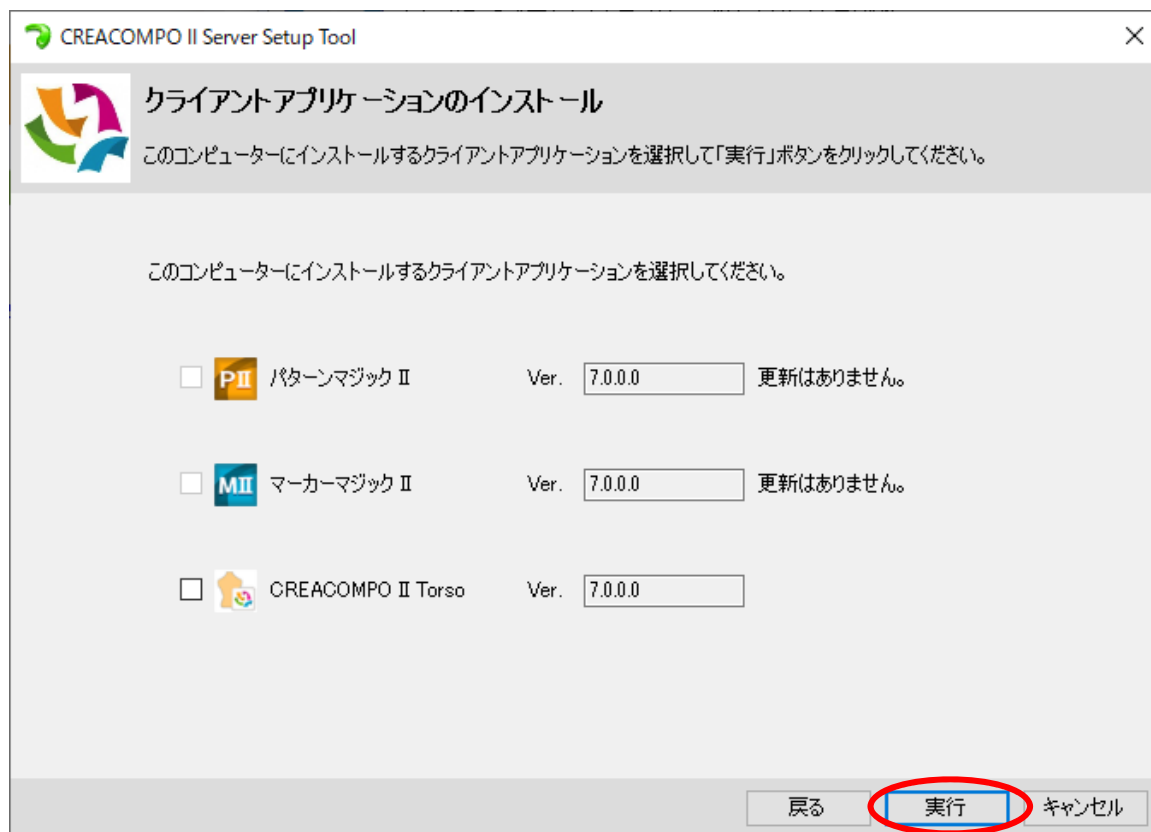 CREACOMPO II Server Setup Tool
クライアントアプリケーションのインストール
このコンピューターにインストールするクライアントアプリケーションを選択して「実行」ボタンをクリックしてください。
このコンピューターにインストールするクライアントアプリケーションを選択してください。
PⅡ パターンマジックⅡ Ver. 7.0.0.0 更新はありません。
MⅡ マーカーマジックⅡ Ver. 7.0.0.0 更新はありません。
CREACOMPO Ⅱ Torso Ver. 7.0.0.0
戻る 実行 キャンセル